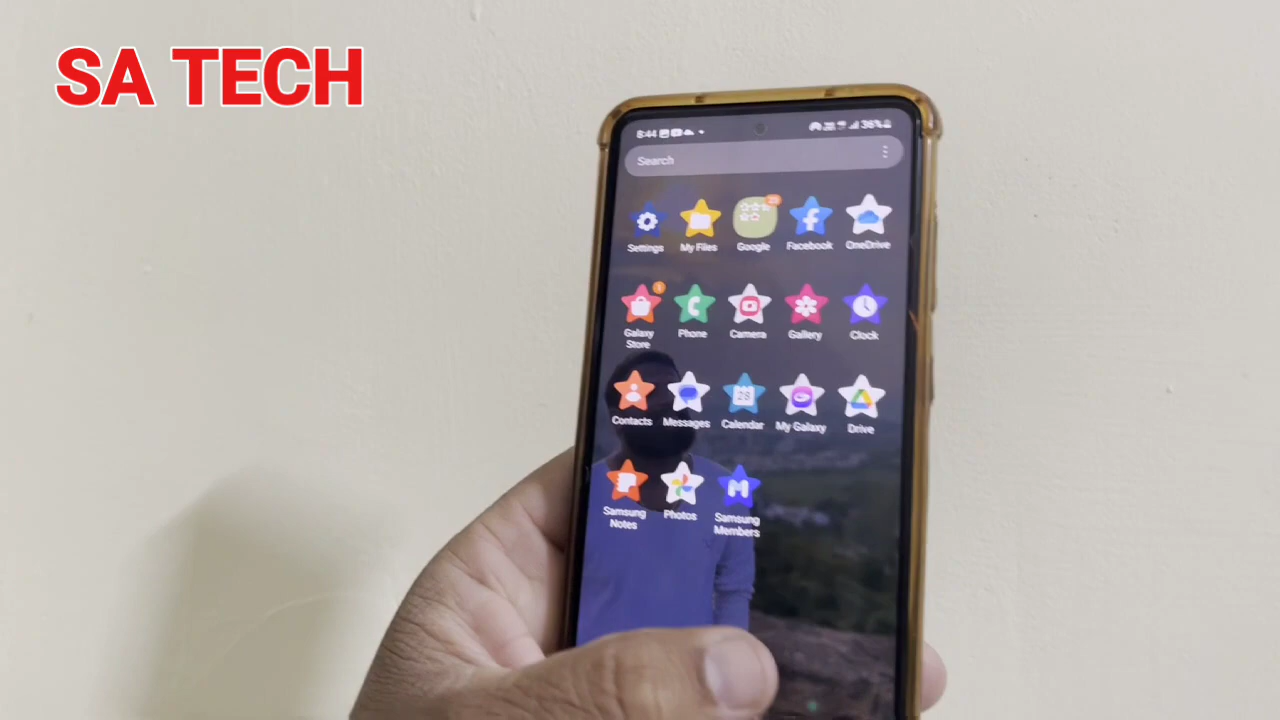 SA TECH
8:44
36%
Search
Settings
My Files
Google
Facebook
OneDrive
Galaxy
Store
Phone
Camera
Gallery
Clock
Contacts
Messages
28
Calendar
My Galaxy
Drive
Samsung
Notes
Photos
Samsung
Members